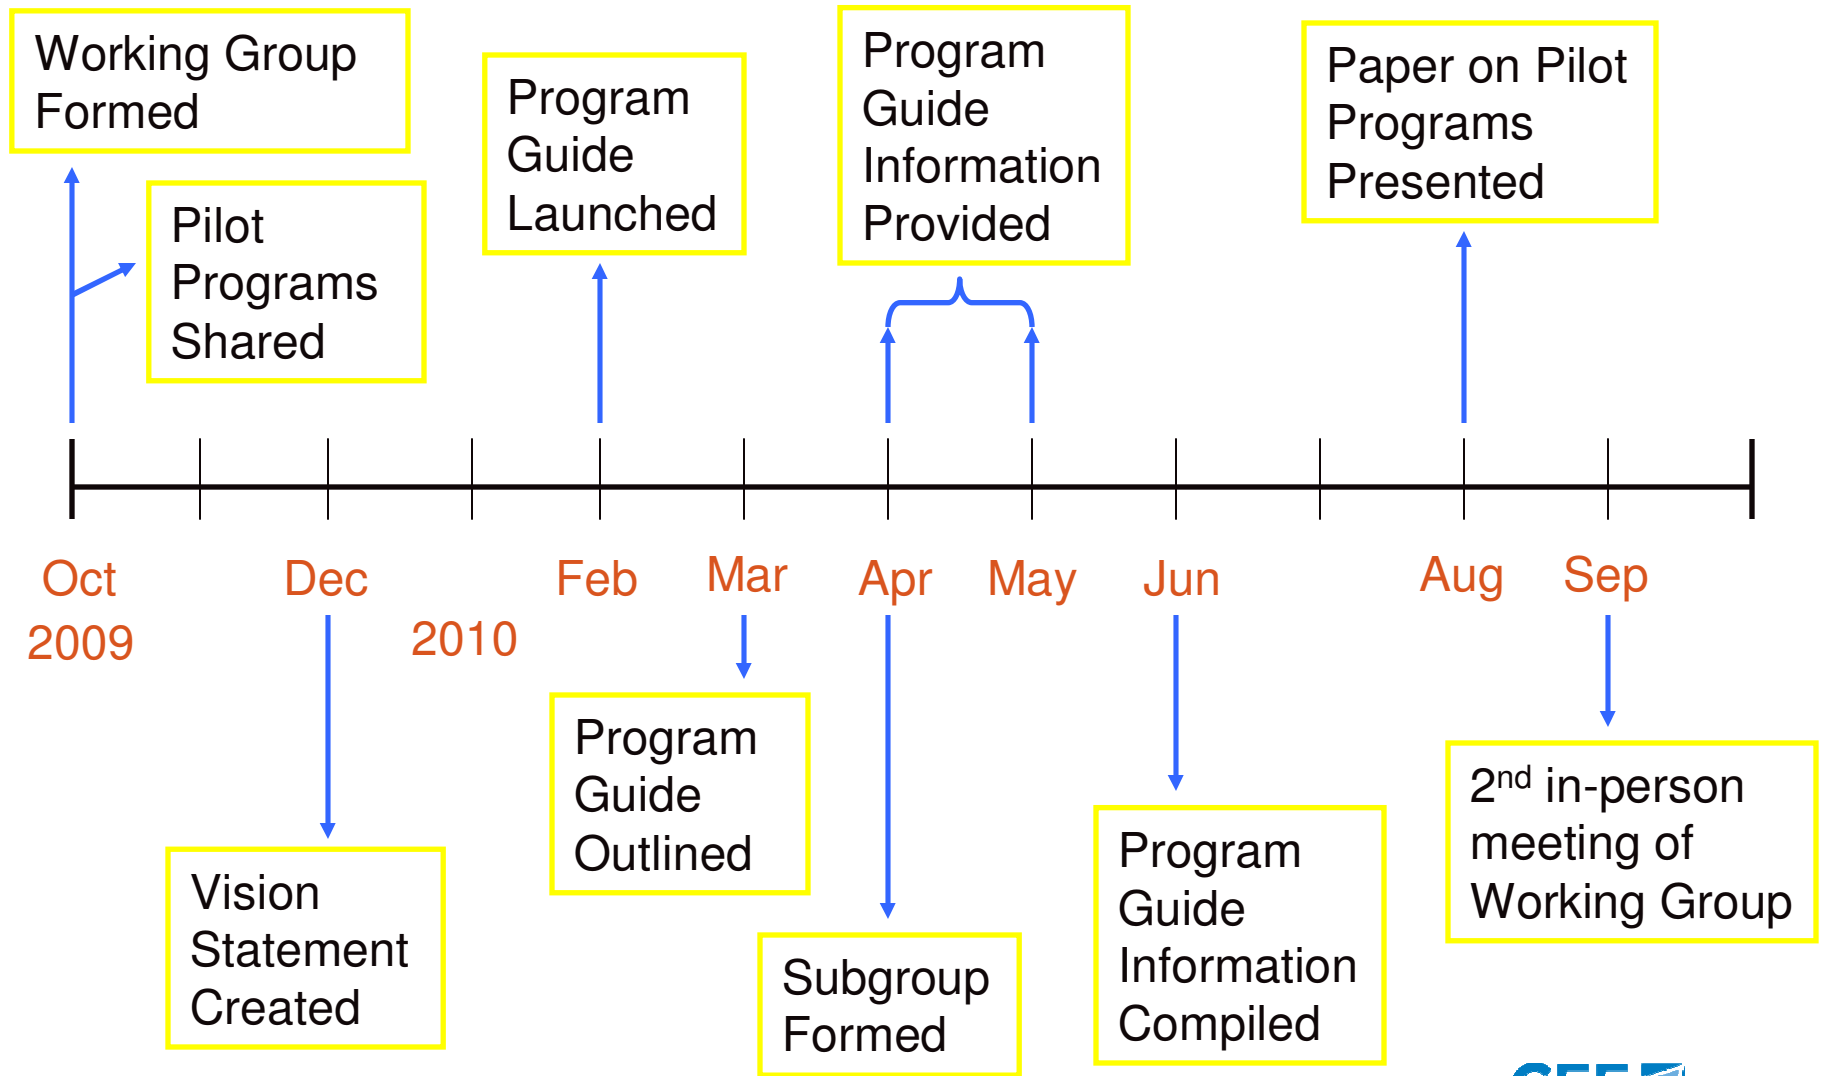 Working Group
Formed
Pilot
Programs
Shared
Program
Guide
Launched
Program
Guide
Information
Provided
Paper on Pilot
Programs
Presented
Oct
2009
Dec
2010
Feb
Mar
Apr
May
Jun
Aug
Sep
Vision
Statement
Created
Program
Guide
Outlined
Subgroup
Formed
Program
Guide
Information
Compiled
2nd in-person
meeting of
Working Group